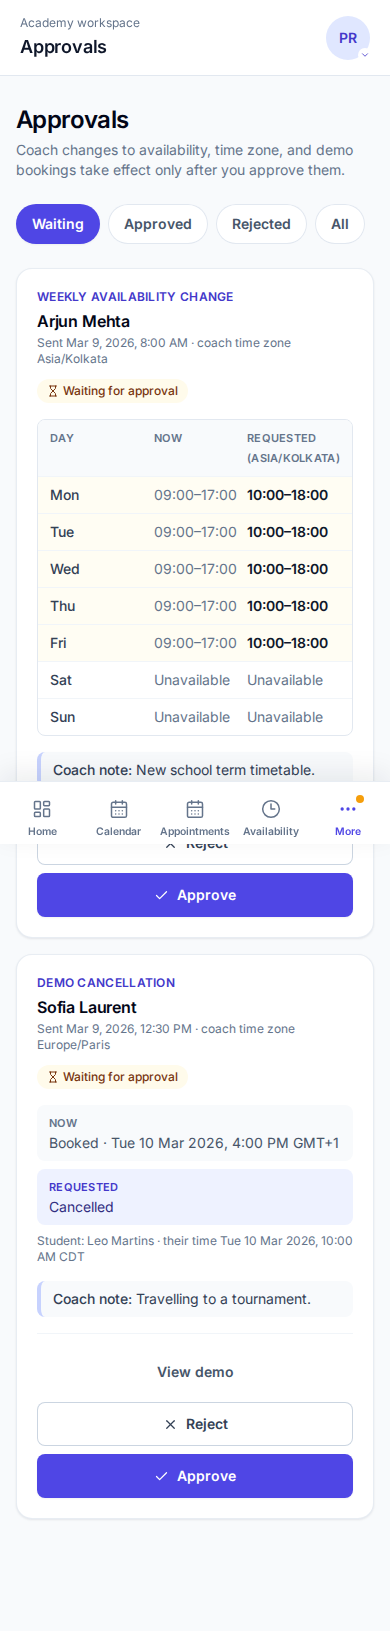 Academy workspace
Approvals
PR
Approvals
Coach changes to availability, time zone, and demo
bookings take effect only after you approve them.
Waiting
Approved
Rejected
All
WEEKLY AVAILABILITY CHANGE
Arjun Mehta
Sent Mar 9, 2026, 8:00 AM · coach time zone
Asia/Kolkata
Waiting for approval
DAY NOW REQUESTED
(ASIA/KOLKATA)
Mon 09:00–17:00 10:00–18:00
Tue 09:00–17:00 10:00–18:00
Wed 09:00–17:00 10:00–18:00
Thu 09:00–17:00 10:00–18:00
Fri 09:00–17:00 10:00–18:00
Sat Unavailable Unavailable
Sun Unavailable Unavailable
Coach note: New school term timetable.
Home
Calendar
Appointments
Availability
More
Reject
Approve
DEMO CANCELLATION
Sofia Laurent
Sent Mar 9, 2026, 12:30 PM · coach time zone
Europe/Paris
Waiting for approval
NOW
Booked · Tue 10 Mar 2026, 4:00 PM GMT+1
REQUESTED
Cancelled
Student: Leo Martins · their time Tue 10 Mar 2026, 10:00
AM CDT
Coach note: Travelling to a tournament.
View demo
Reject
Approve